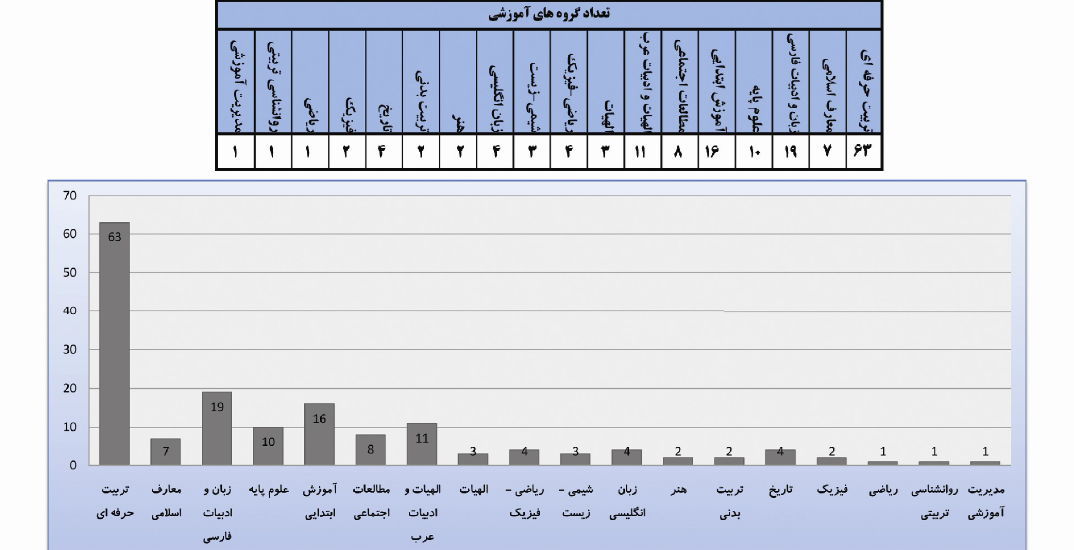 تعداد گروه های آموزشی
تربیت حرفه ای
معارف اسلامی
زبان و ادبیات فارسی
علوم پایه
آموزش ابتدایی
مطالعات اجتماعی
الهیات و ادبیات عرب
الهیات
ریاضی -فیزیک
شیمی -زیست
زبان انگلیسی
هنر
تربیت بدنی
تاریخ
فیزیک
ریاضی
روانشناسی تربیتی
مدیریت آموزشی
۶۳ ۷ ۱۹ ۱۰ ۱۶ ۸ ۱۱ ۳ ۴ ۳ ۴ ۲ ۲ ۴ ۲ ۱ ۱ ۱
70
60
50
40
30
20
10
0
63 7 19 10 16 8 11 3 4 3 4 2 2 4 2 1 1 1
تربیت
حرفه ای
معارف
اسلامی
زبان و
ادبیات
فارسی
علوم پایه
آموزش
ابتدایی
مطالعات
اجتماعی
الهیات و
ادبیات
عرب
الهیات
ریاضی -
فیزیک
شیمی -
زیست
زبان
انگلیسی
هنر
تربیت
بدنی
تاریخ
فیزیک
ریاضی
روانشناسی
تربیتی
مدیریت
آموزشی